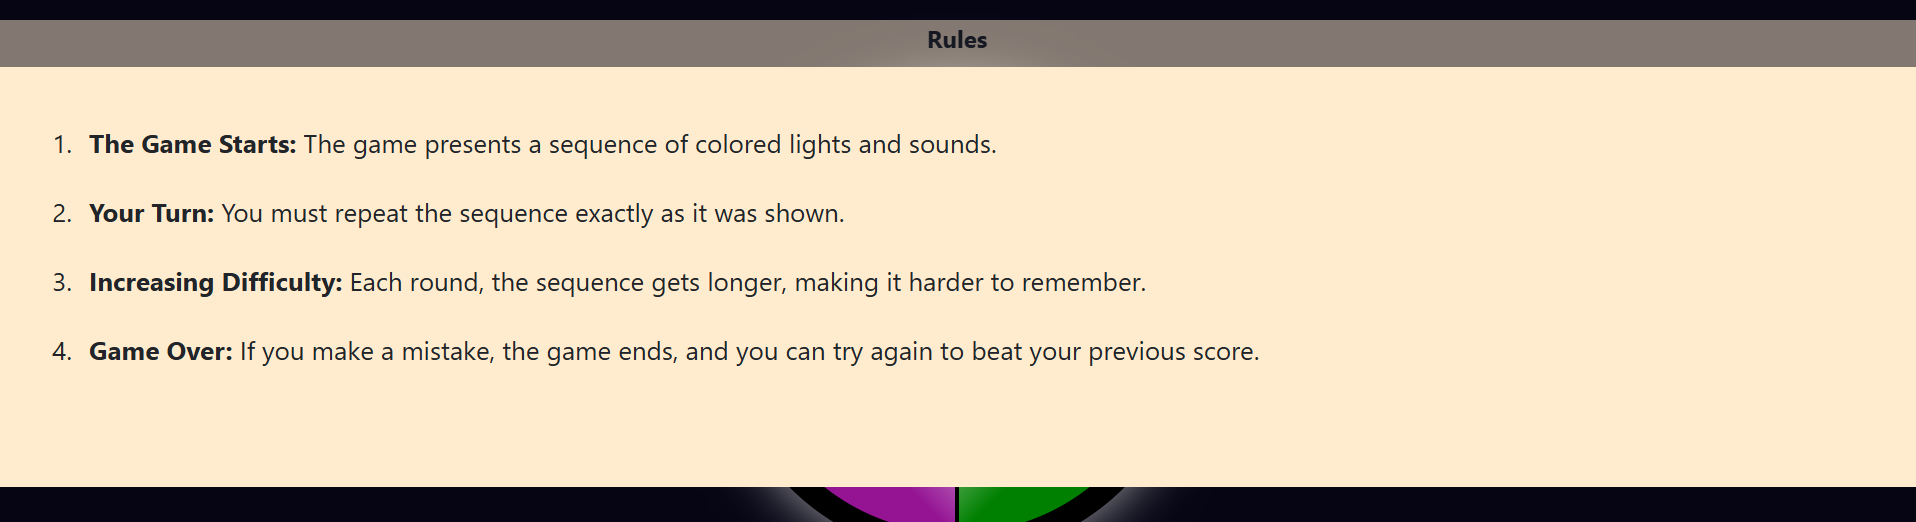 Rules
1. The Game Starts: The game presents a sequence of colored lights and sounds.
2. Your Turn: You must repeat the sequence exactly as it was shown.
3. Increasing Difficulty: Each round, the sequence gets longer, making it harder to remember.
4. Game Over: If you make a mistake, the game ends, and you can try again to beat your previous score.